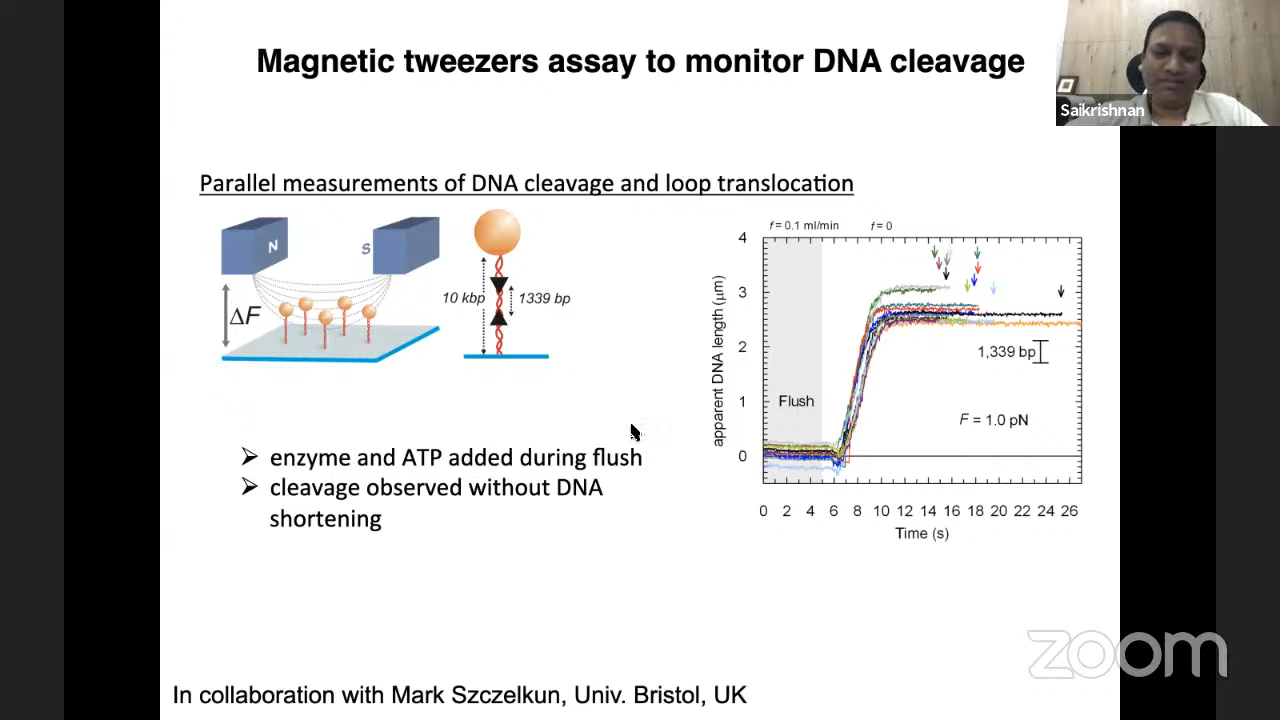 Magnetic tweezers assay to monitor DNA cleavage
Saikrishnan
Parallel measurements of DNA cleavage and loop translocation
N
S
ΔF
10 kbp
1339 bp
f = 0.1 ml/min f = 0
apparent DNA length (μm)
4
3
2
1
0
Flush
1,339 bp
F = 1.0 pN
0 2 4 6 8 10 12 14 16 18 20 22 24 26
Time (s)
➢ enzyme and ATP added during flush
➢ cleavage observed without DNA
shortening
zoom
In collaboration with Mark Szczelkun, Univ. Bristol, UK